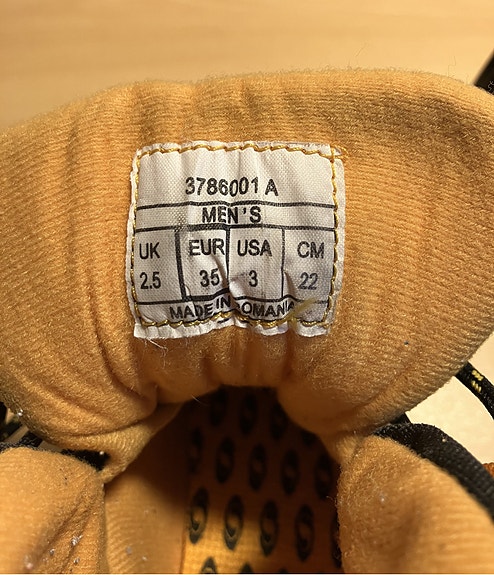 3786001 A
MEN'S
UK EUR USA CM
2.5 35 3 22
MADE IN ROMANIA